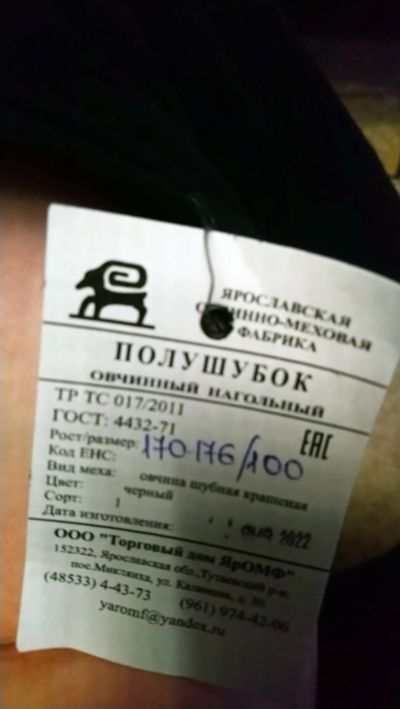 ЯРОСЛАВСКАЯ
ОВЧИННО-МЕХОВАЯ
ФАБРИКА
ПОЛУШУБОК
ОВЧИННЫЙ НАГОЛЬНЫЙ
ТР ТС 017/2011
ГОСТ: 4432-71
EAC
Рост/размер: 170-176/100
Код ЕНС:
Вид меха: овчина шубная крашеная
Цвет: черный
Сорт: 1
Дата изготовления: 2022
ООО "Торговый дом ЯрОМФ"
152322, Ярославская обл., Тутаевский р-н,
пос.Микляиха, ул. Калинина, д. 30.
(48533) 4-43-73 (961) 974-42-06
yaromf@yandex.ru